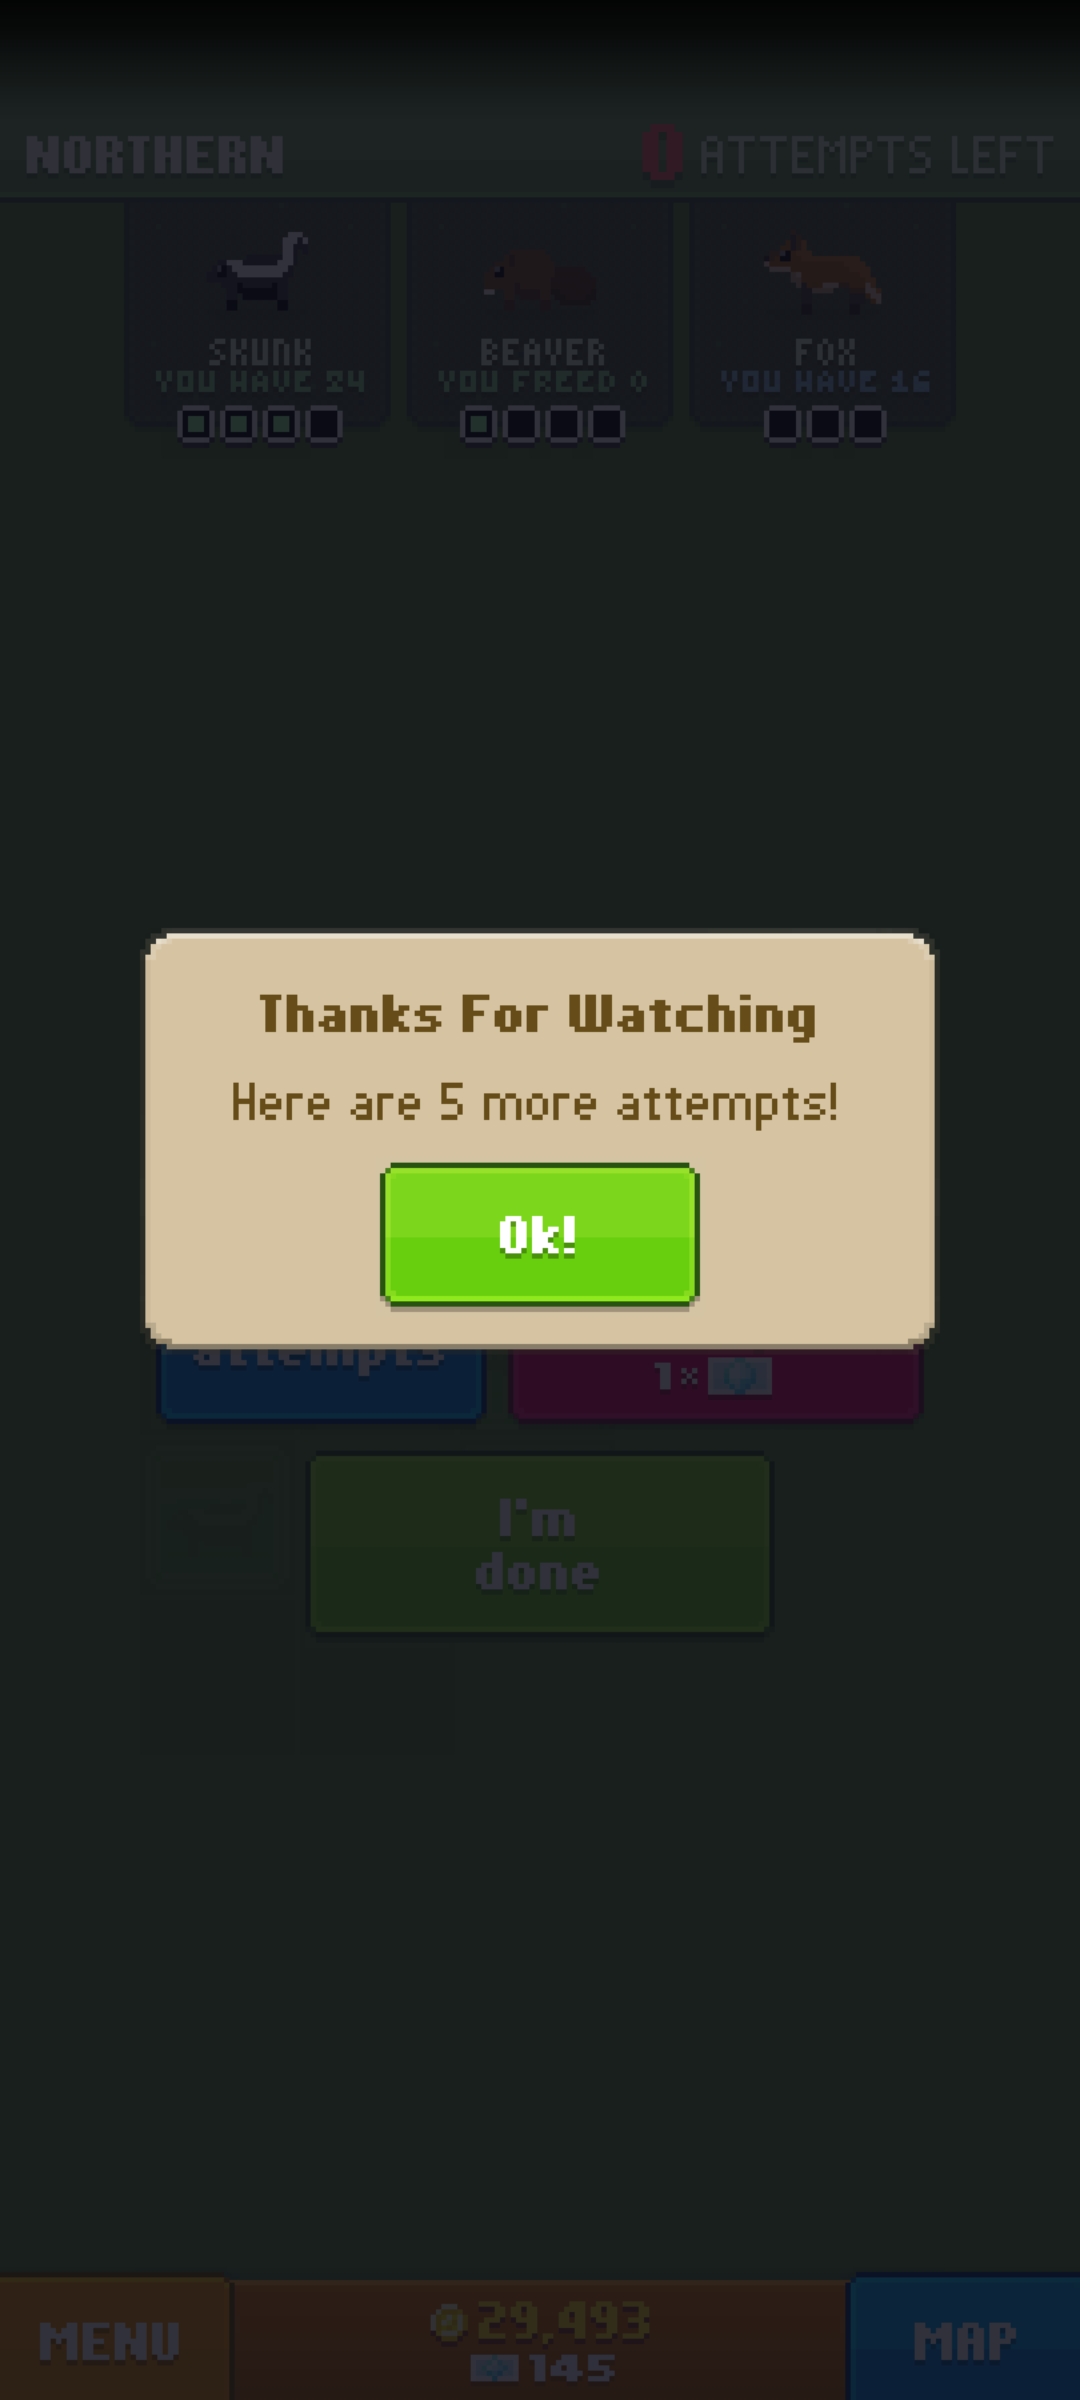 NORTHERN
0 ATTEMPTS LEFT
SKUNK
YOU HAVE 24
BEAVER
YOU FREED 0
FOX
YOU HAVE 16
Thanks For Watching
Here are 5 more attempts!
Ok!
attempts
1×
I'm
done
MENU
29,493
145
MAP